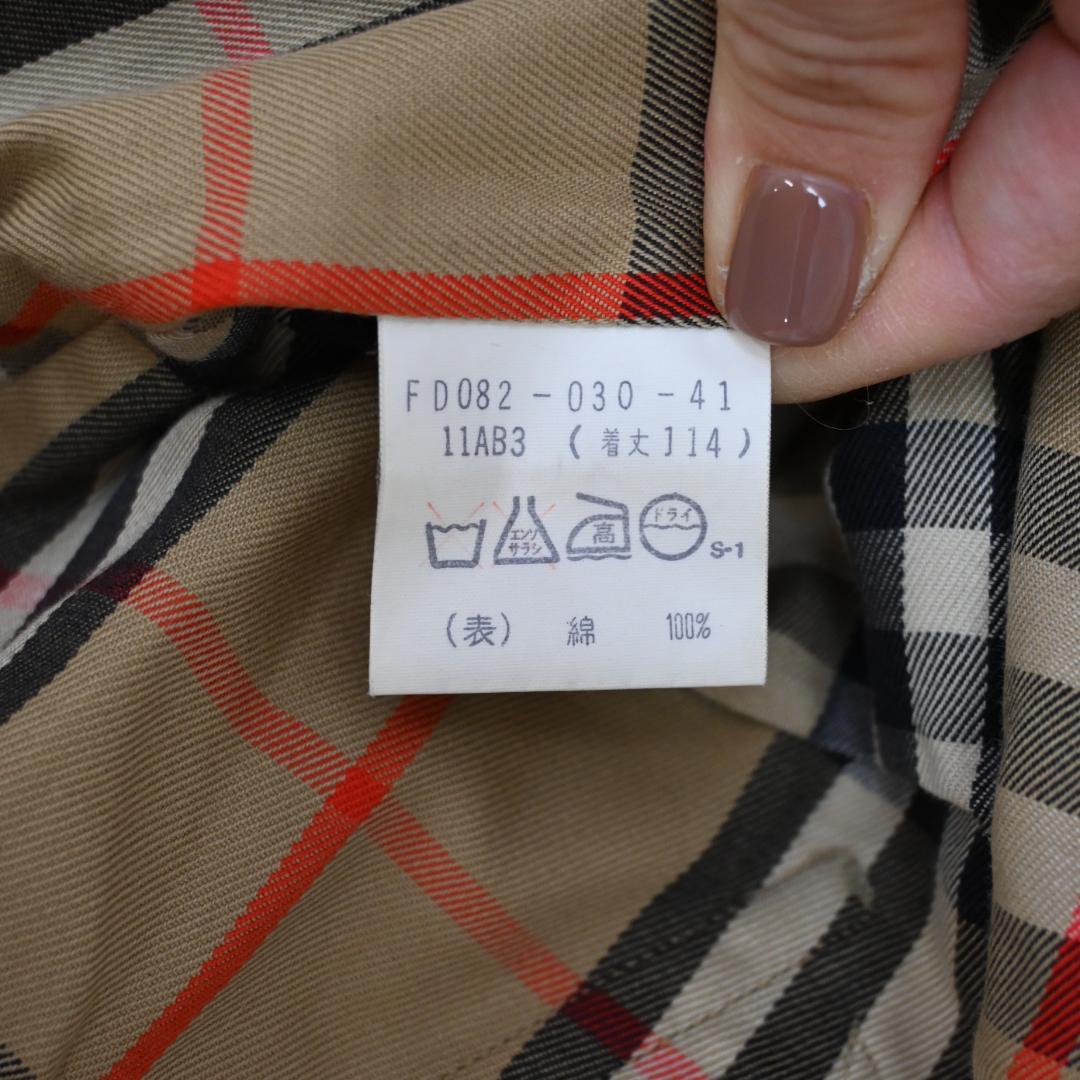 FD082-030-41
11AB3 (着丈114)
エンソ
サラシ
高
ドライ
S-1
(表) 綿 100%